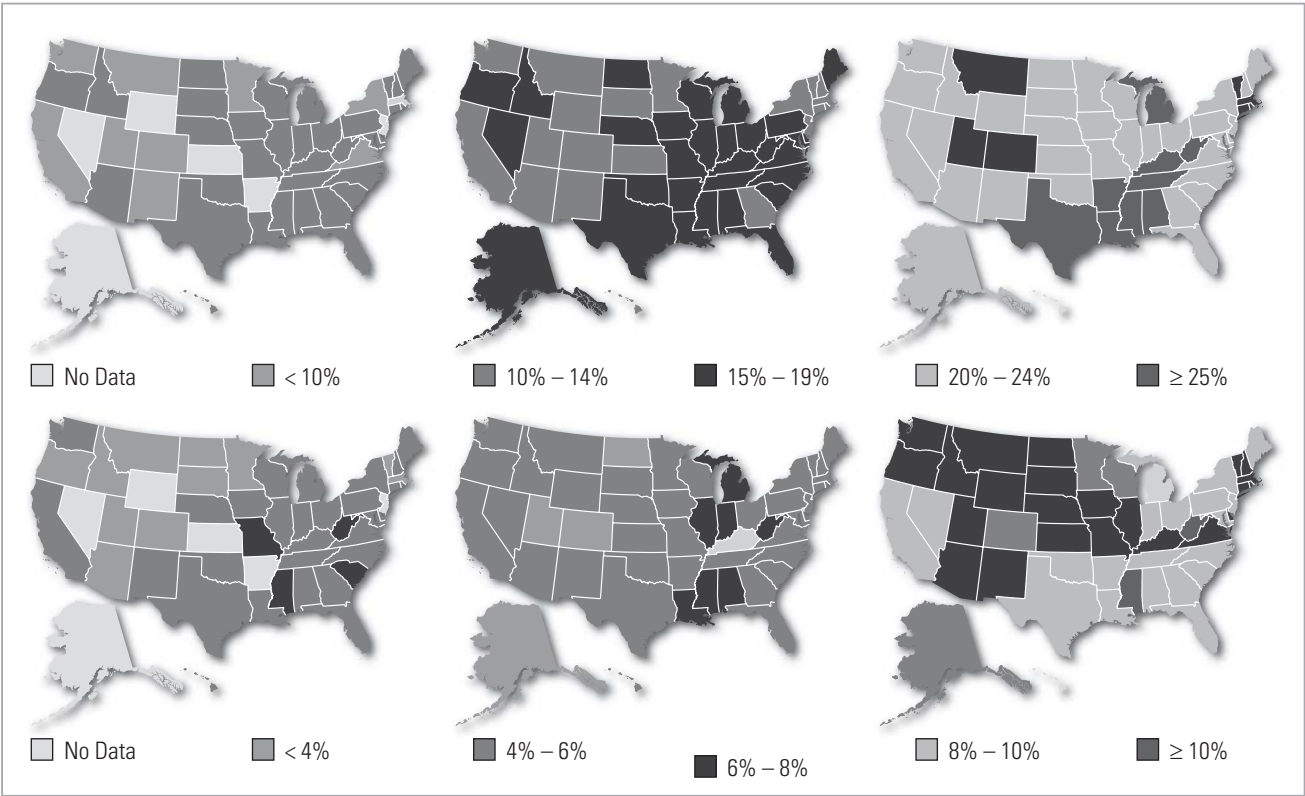 No Data
< 10%
10% – 14%
15% – 19%
20% – 24%
≥ 25%
No Data
< 4%
4% – 6%
6% – 8%
8% – 10%
≥ 10%